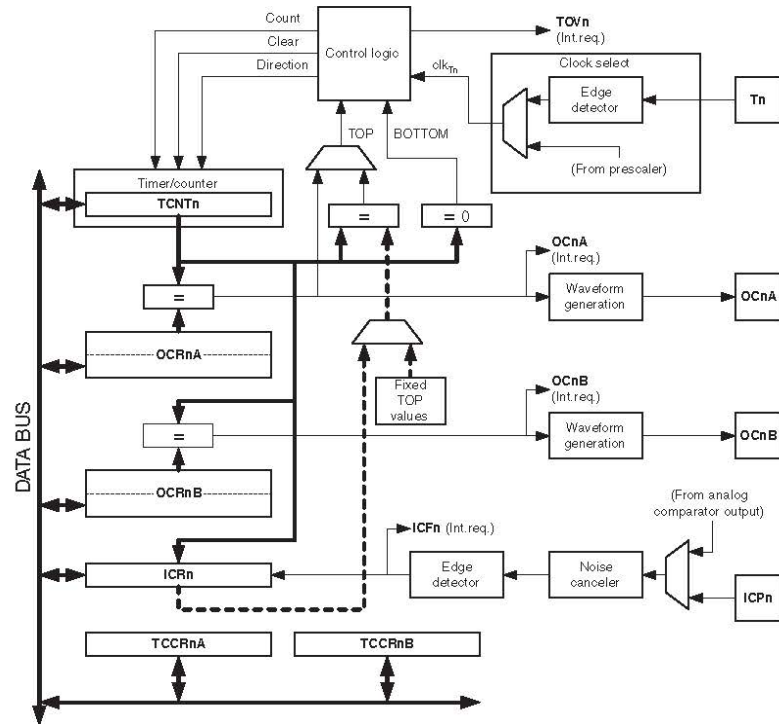 Count
Clear
Direction
Control logic
TOVn
(Int.req.)
clkTn
Clock select
Edge
detector
Tn
(From prescaler)
TOP
BOTTOM
Timer/counter
TCNTn
=
= 0
=
OCnA
(Int.req.)
Waveform
generation
OCnA
OCRnA
Fixed
TOP
values
OCnB
(Int.req.)
=
Waveform
generation
OCnB
DATA BUS
OCRnB
(From analog
comparator output)
ICFn (Int.req.)
ICRn
Edge
detector
Noise
canceler
ICPn
TCCRnA
TCCRnB